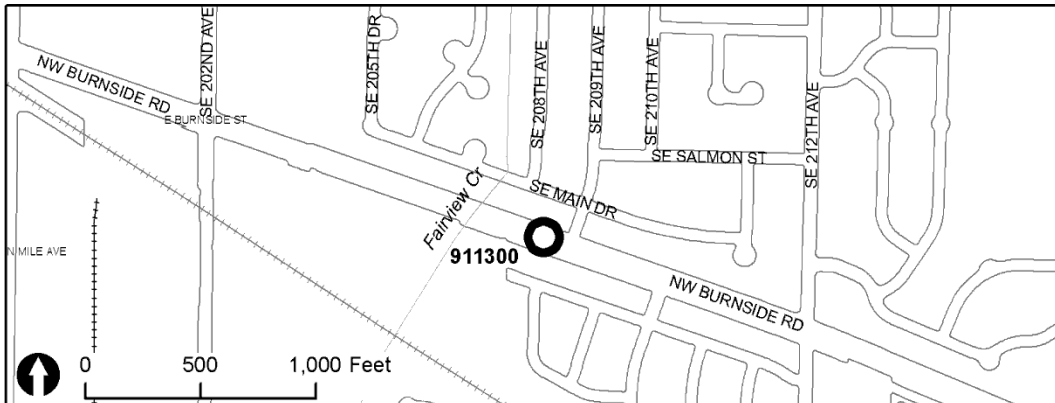 NW BURNSIDE RD
SE 202ND AVE
E BURNSIDE ST
SE 205TH DR
Fairview Cr
SE 208TH AVE
SE 209TH AVE
SE 210TH AVE
SE SALMON ST
SE 212TH AVE
SE MAIN DR
911300
N MILE AVE
NW BURNSIDE RD
0 500 1,000 Feet